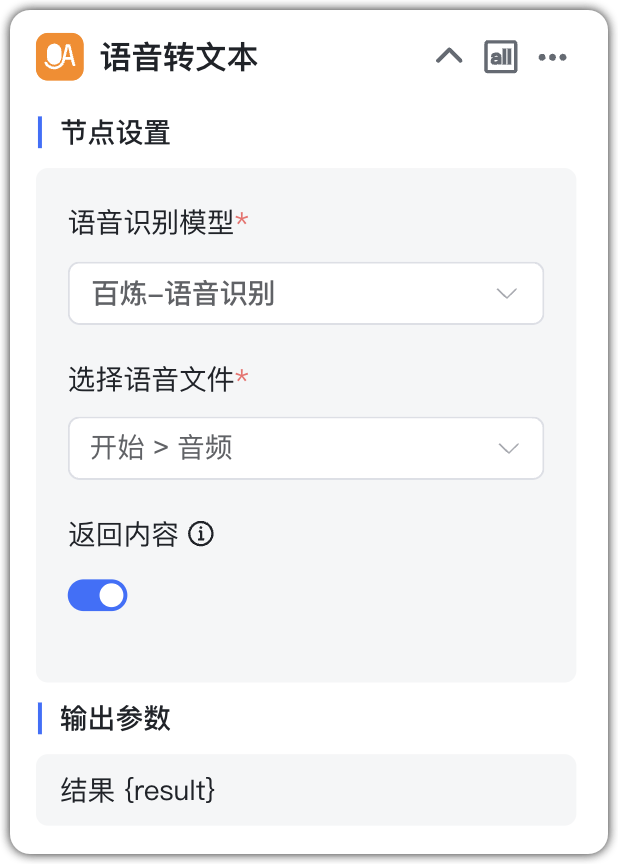 语音转文本
all
节点设置
语音识别模型*
百炼-语音识别
选择语音文件*
开始 > 音频
返回内容
输出参数
结果 {result}